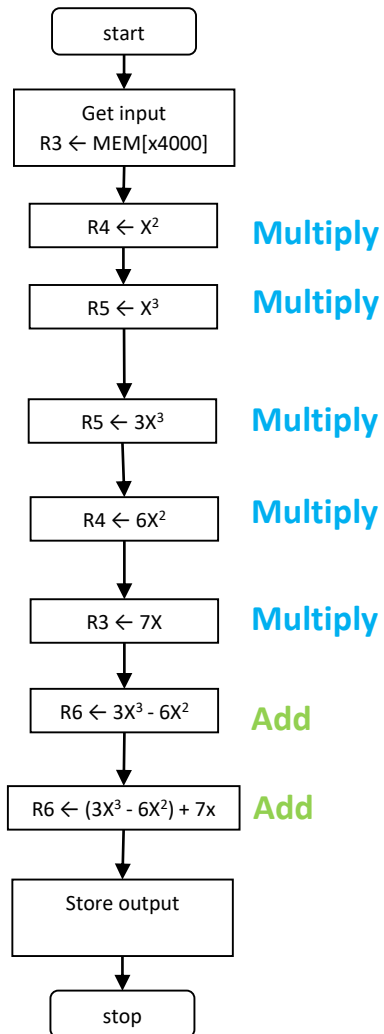 start
Get input
R3 ← MEM[x4000]
R4 ← X²
Multiply
R5 ← X³
Multiply
R5 ← 3X³
Multiply
R4 ← 6X²
Multiply
R3 ← 7X
Multiply
R6 ← 3X³ - 6X²
Add
R6 ← (3X³ - 6X²) + 7x
Add
Store output
stop